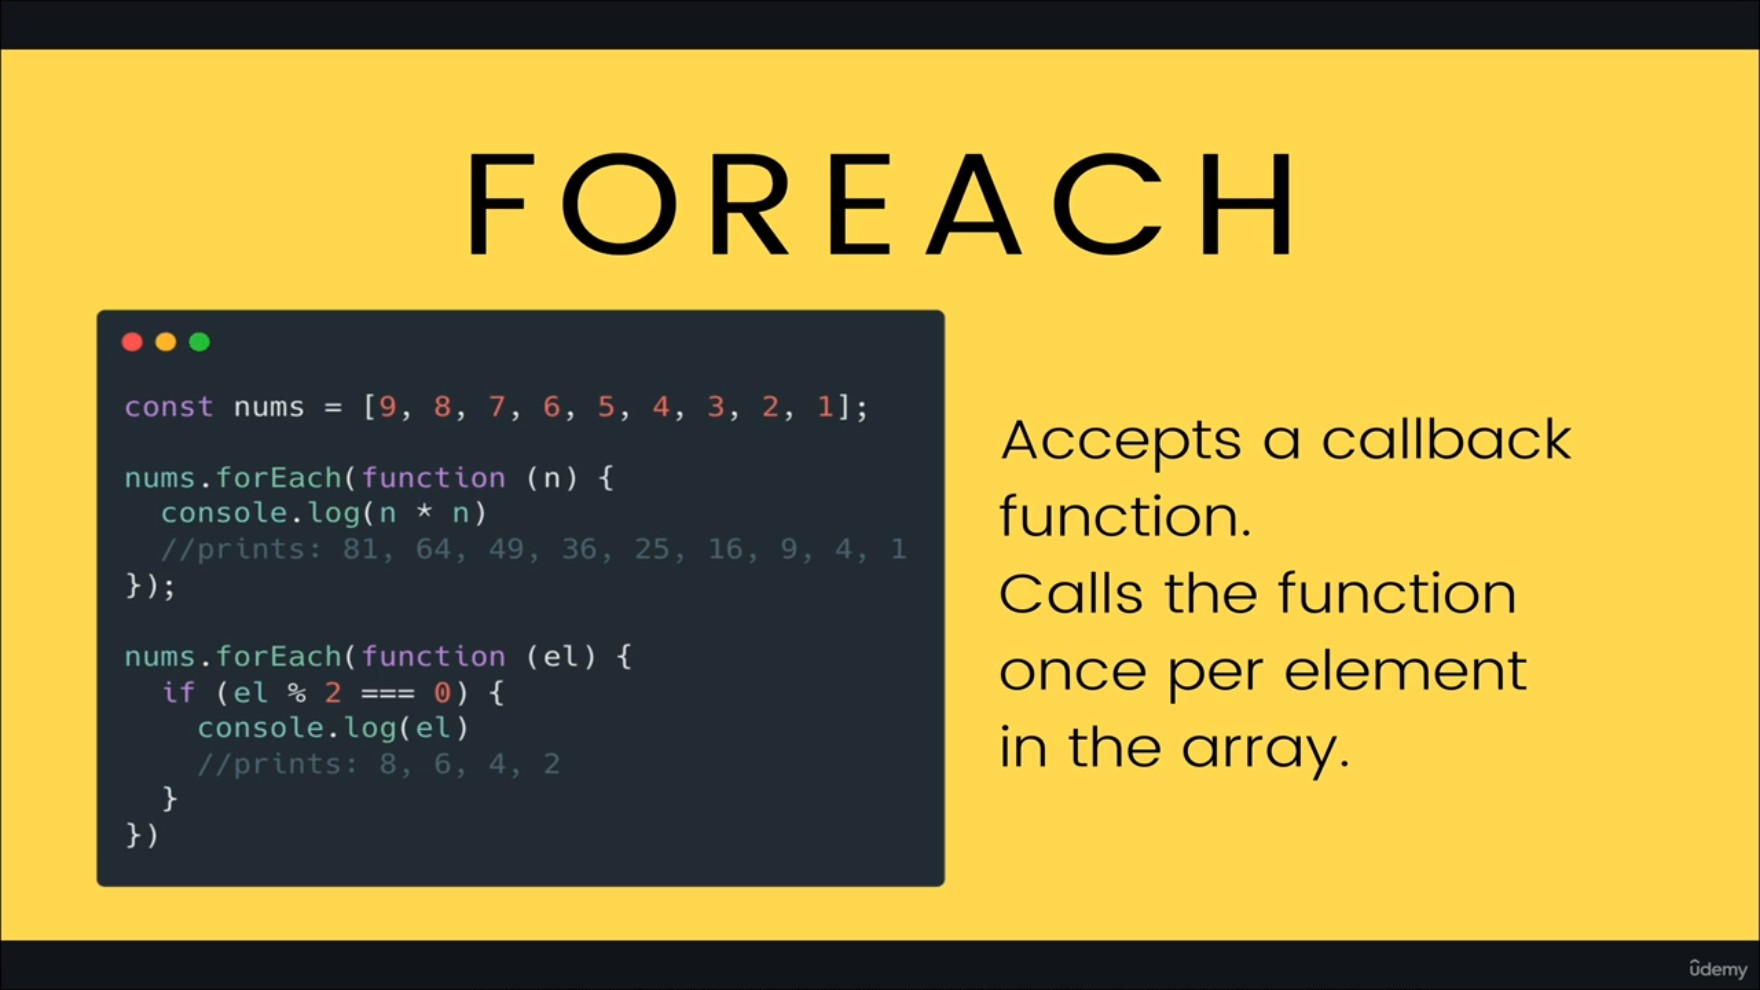 FOREACH
const nums = [9, 8, 7, 6, 5, 4, 3, 2, 1];
nums.forEach(function (n) {
  console.log(n * n)
  //prints: 81, 64, 49, 36, 25, 16, 9, 4, 1
});
nums.forEach(function (el) {
  if (el % 2 === 0) {
    console.log(el)
    //prints: 8, 6, 4, 2
  }
})
Accepts a callback
function.
Calls the function
once per element
in the array.
ûdemy